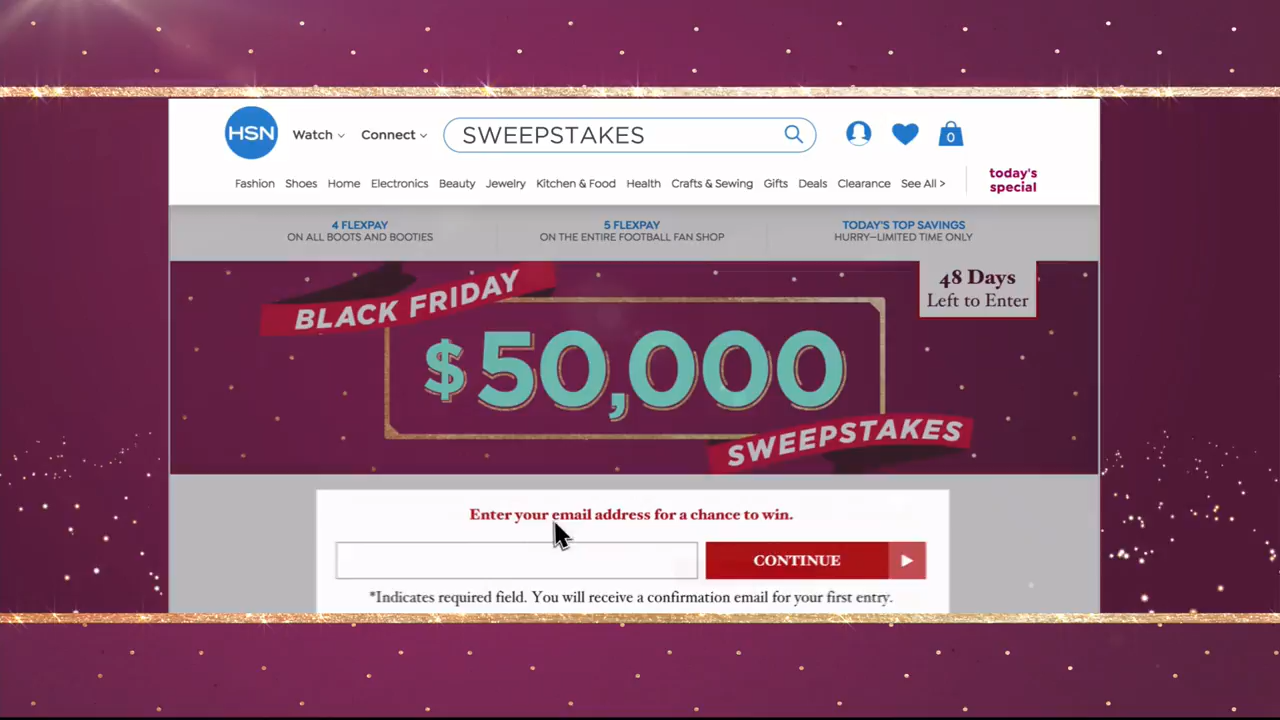 HSN
Watch Connect SWEEPSTAKES 0
Fashion Shoes Home Electronics Beauty Jewelry Kitchen & Food Health Crafts & Sewing Gifts Deals Clearance See All > today's
special
4 FLEXPAY 5 FLEXPAY TODAY'S TOP SAVINGS
ON ALL BOOTS AND BOOTIES ON THE ENTIRE FOOTBALL FAN SHOP HURRY—LIMITED TIME ONLY
48 Days
Left to Enter
BLACK FRIDAY
$50,000
SWEEPSTAKES
Enter your email address for a chance to win.
CONTINUE
*Indicates required field. You will receive a confirmation email for your first entry.